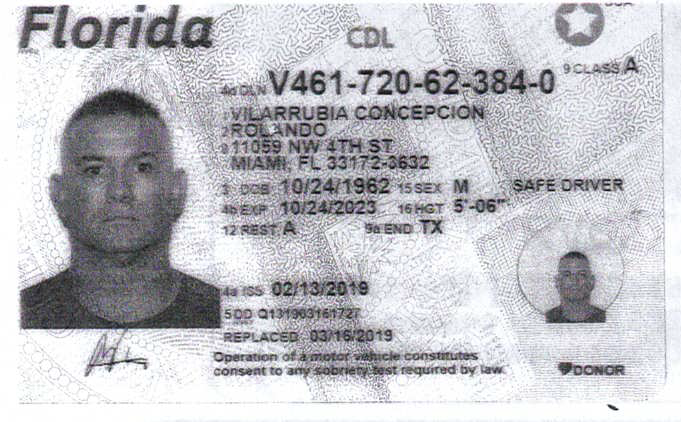 Florida
CDL
USA
4d DLN V461-720-62-384-0
9 CLASS A
1 VILARRUBIA CONCEPCION
2 ROLANDO
8 11059 NW 4TH ST
MIAMI, FL 33172-3632
3 DOB 10/24/1962 15 SEX M SAFE DRIVER
4b EXP 10/24/2023 16 HGT 5'-06"
12 REST A 9a END TX
4a ISS 02/13/2019
5 DD Q131903161727
REPLACED 03/16/2019
Operation of a motor vehicle constitutes
consent to any sobriety test required by law.
DONOR